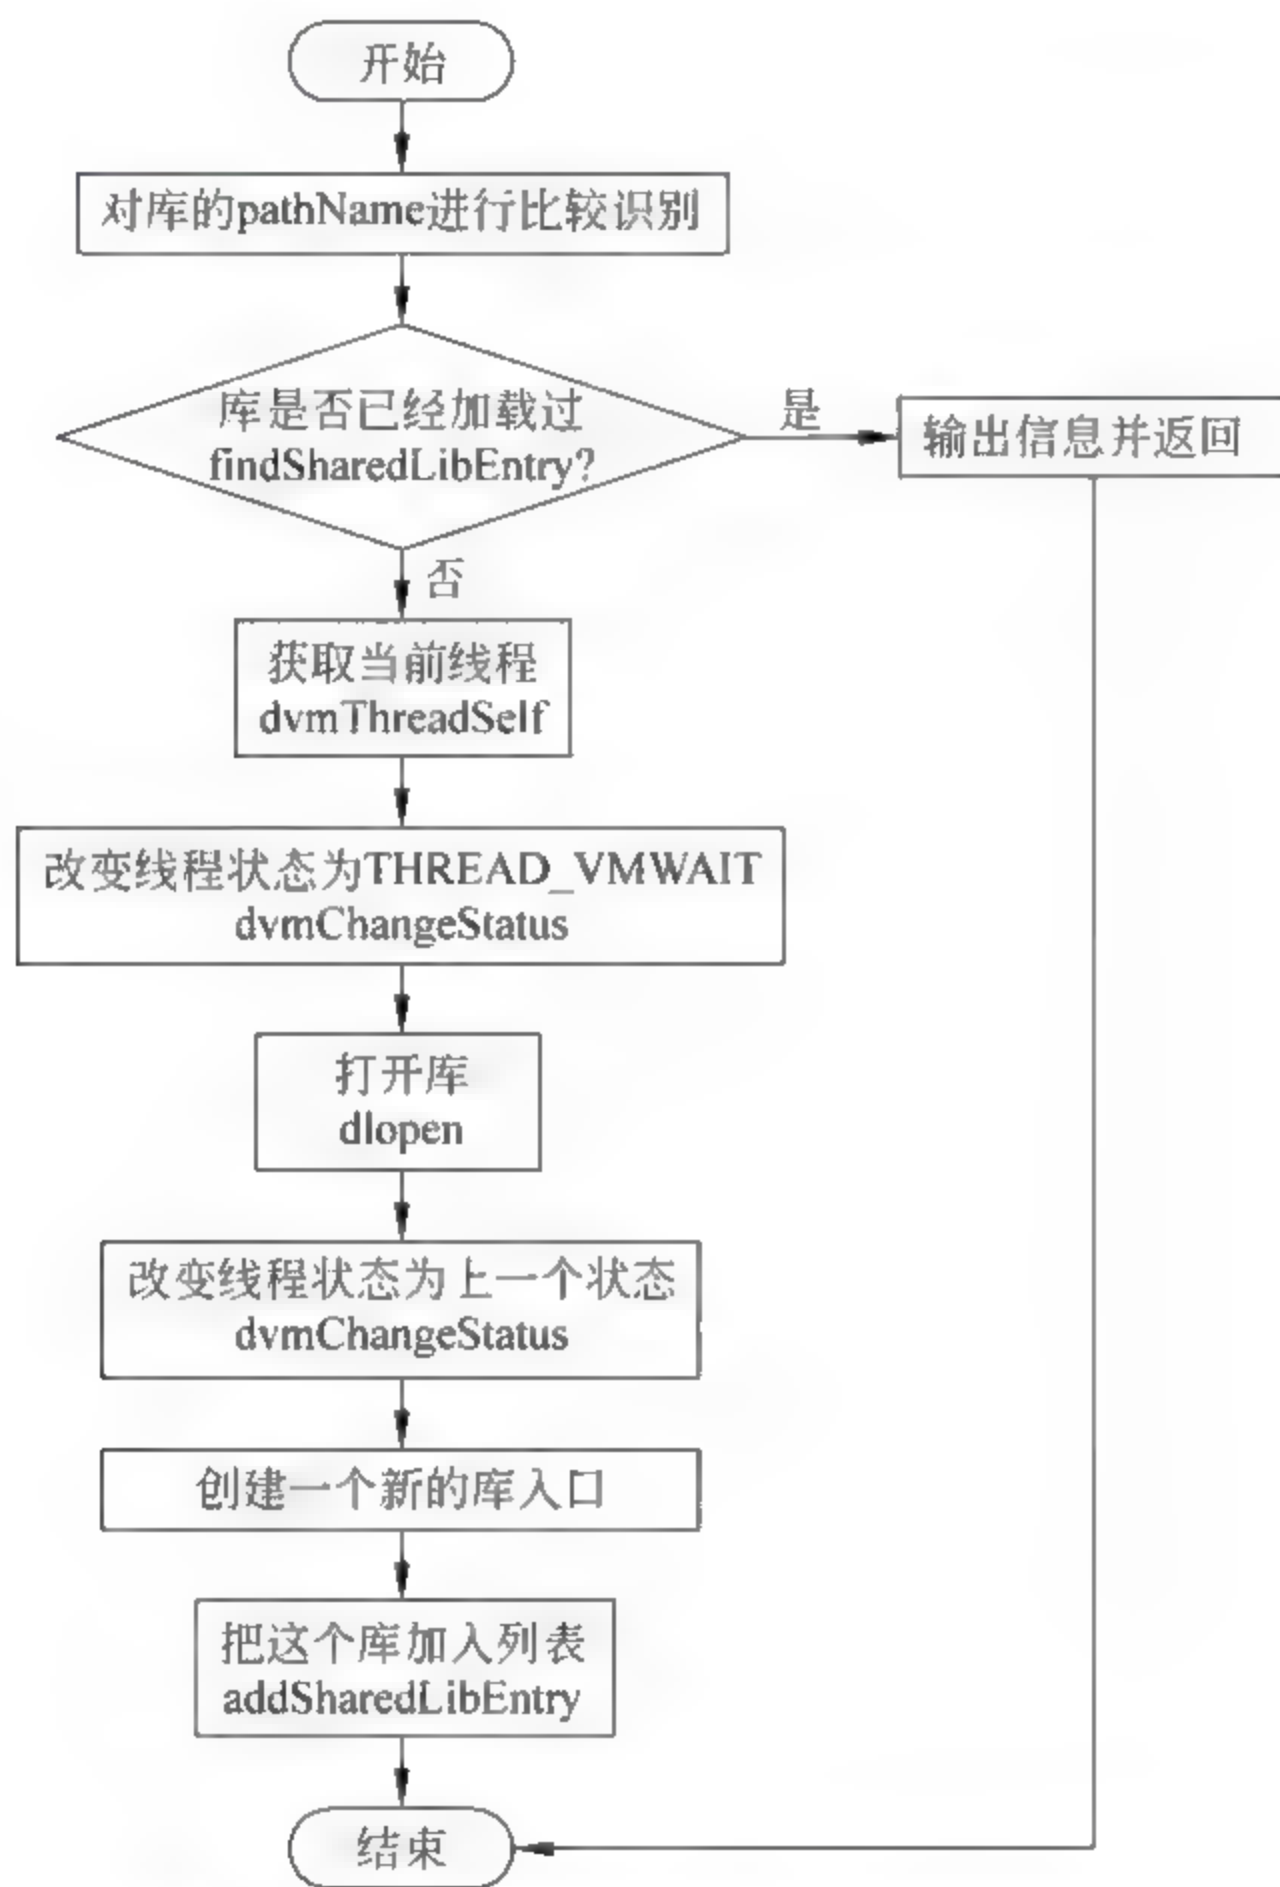 开始
对库的pathName进行比较识别
库是否已经加载过
findSharedLibEntry?
是
输出信息并返回
否
获取当前线程
dvmThreadSelf
改变线程状态为THREAD_VMWAIT
dvmChangeStatus
打开库
dlopen
改变线程状态为上一个状态
dvmChangeStatus
创建一个新的库入口
把这个库加入列表
addSharedLibEntry
结束